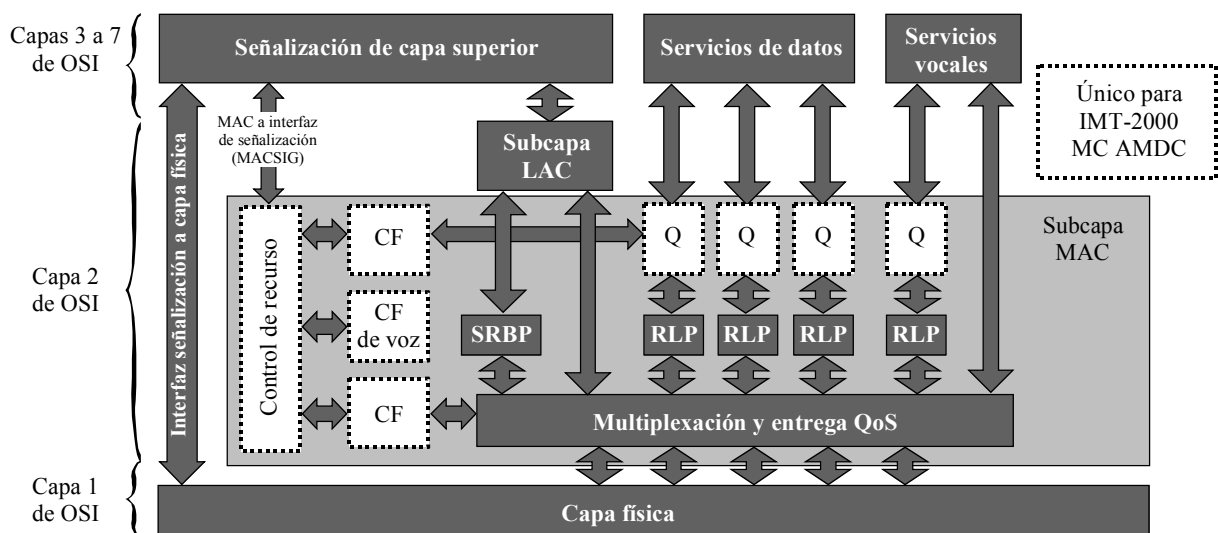 Capas 3 a 7
de OSI
Señalización de capa superior
Servicios de datos
Servicios
vocales
Único para
IMT-2000
MC AMDC
MAC a interfaz
de señalización
(MACSIG)
Subcapa
LAC
Interfaz señalización a capa física
Capa 2
de OSI
Subcapa
MAC
Control de recurso
CF
Q
Q
Q
Q
CF
de voz
SRBP
RLP
RLP
RLP
RLP
CF
Multiplexación y entrega QoS
Capa 1
de OSI
Capa física